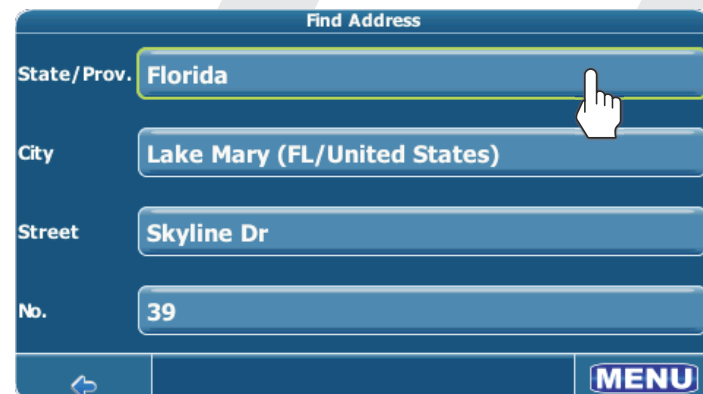 Find Address
State/Prov. Florida
City Lake Mary (FL/United States)
Street Skyline Dr
No. 39
MENU